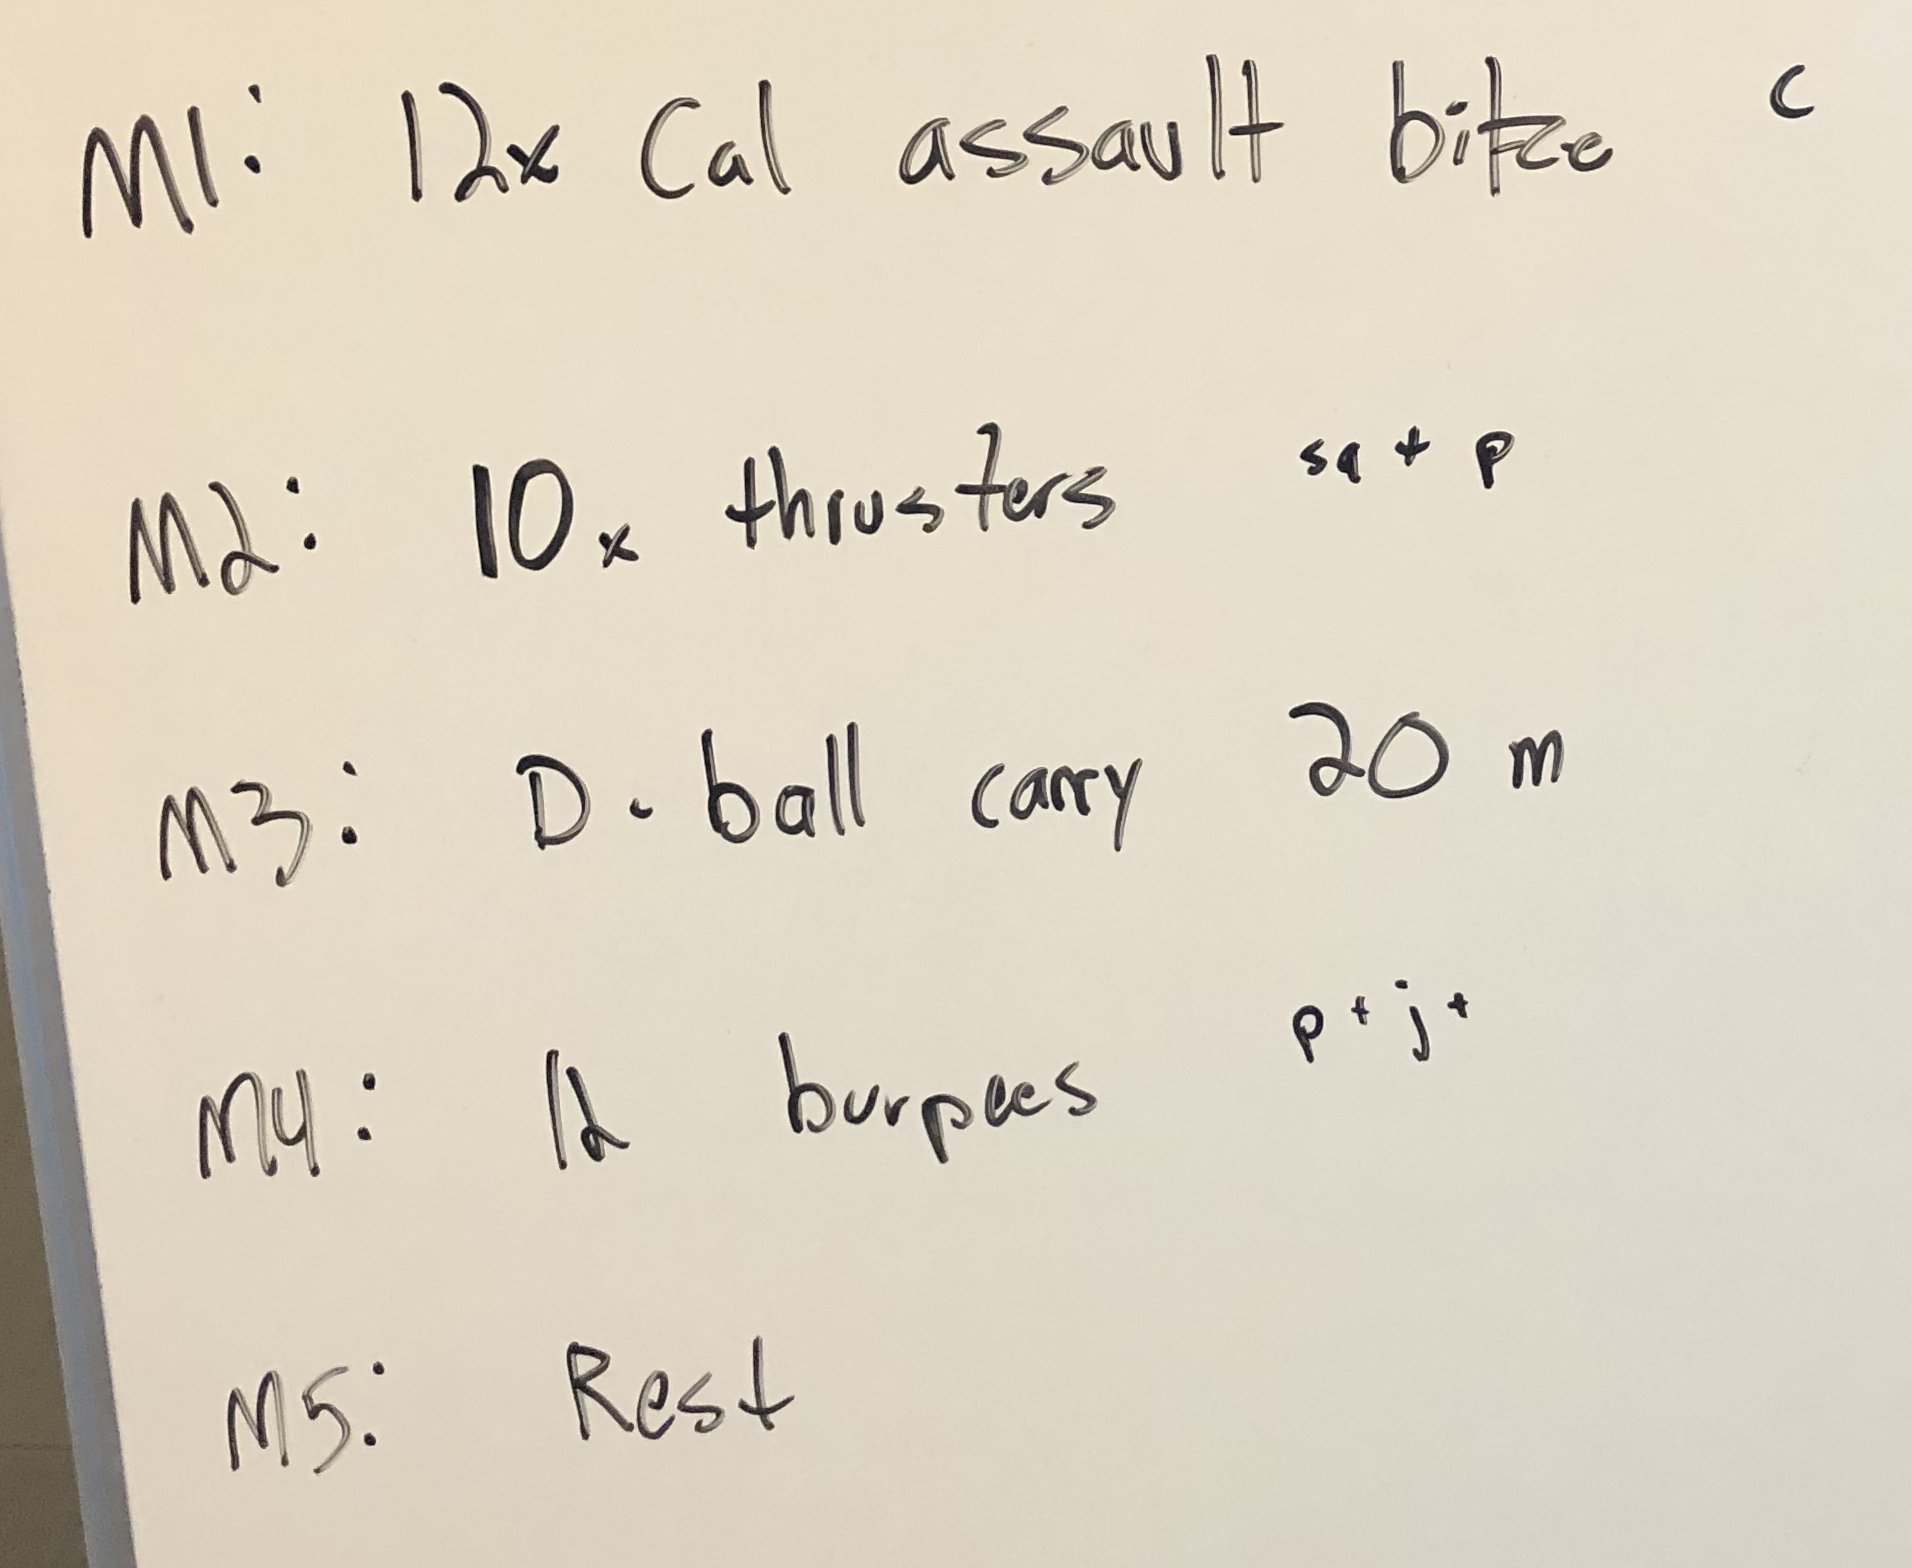 M1: 12x Cal assault bike c
M2: 10x thrusters sq + p
M3: D-ball carry 20 m
M4: 12 burpees p + j +
M5: Rest